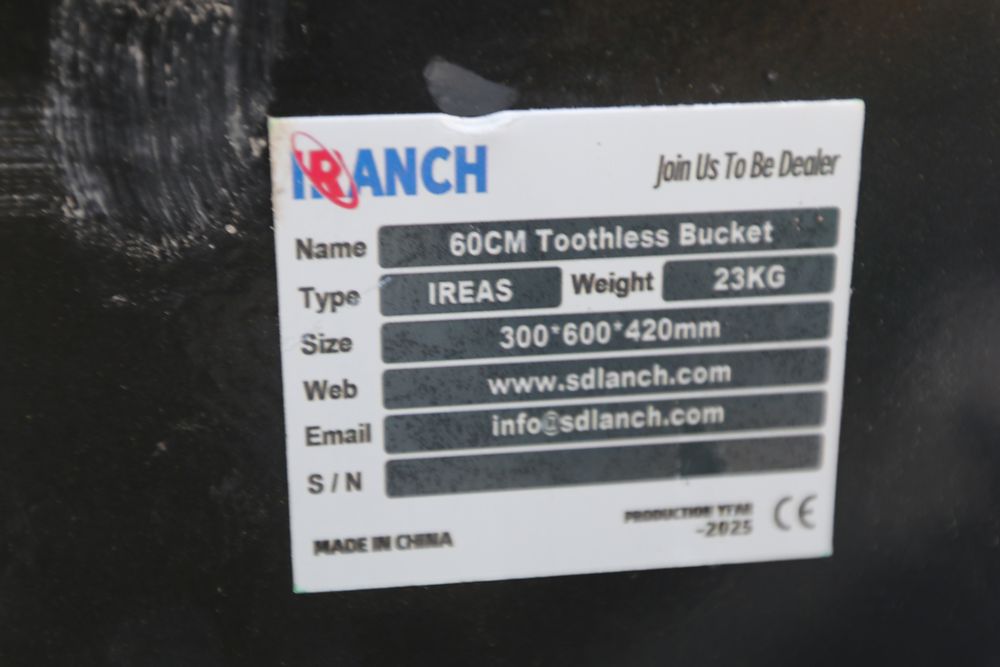 IRANCH
Join Us To Be Dealer
Name 60CM Toothless Bucket
Type IREAS Weight 23KG
Size 300*600*420mm
Web www.sdlanch.com
Email info@sdlanch.com
S / N
MADE IN CHINA
PRODUCTION YEAR
-2025
CE